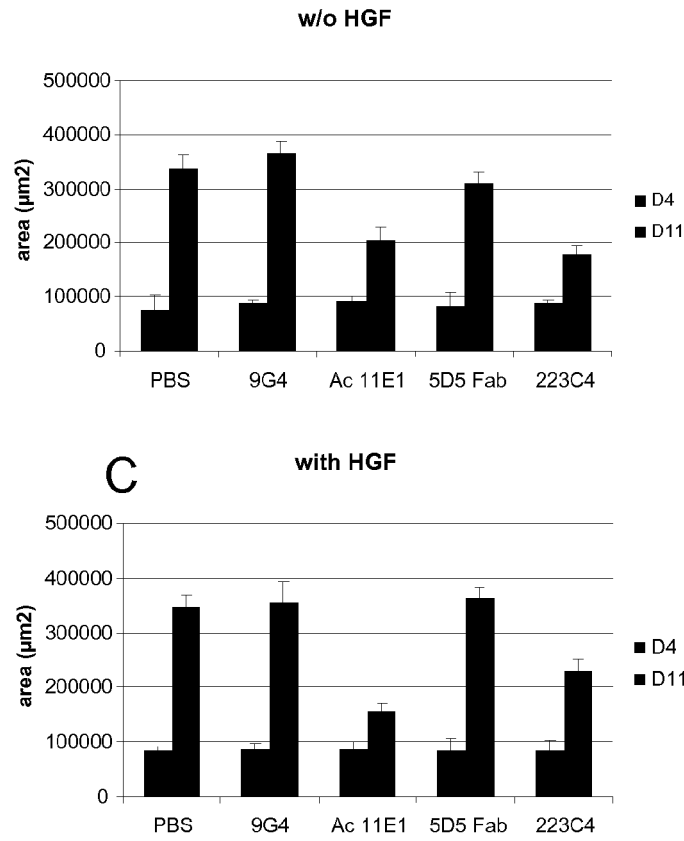 w/o HGF
500000
400000
300000
200000
100000
0
area (µm2)
D4
D11
PBS 9G4 Ac 11E1 5D5 Fab 223C4
C
with HGF
500000
400000
300000
200000
100000
0
area (µm2)
D4
D11
PBS 9G4 Ac 11E1 5D5 Fab 223C4